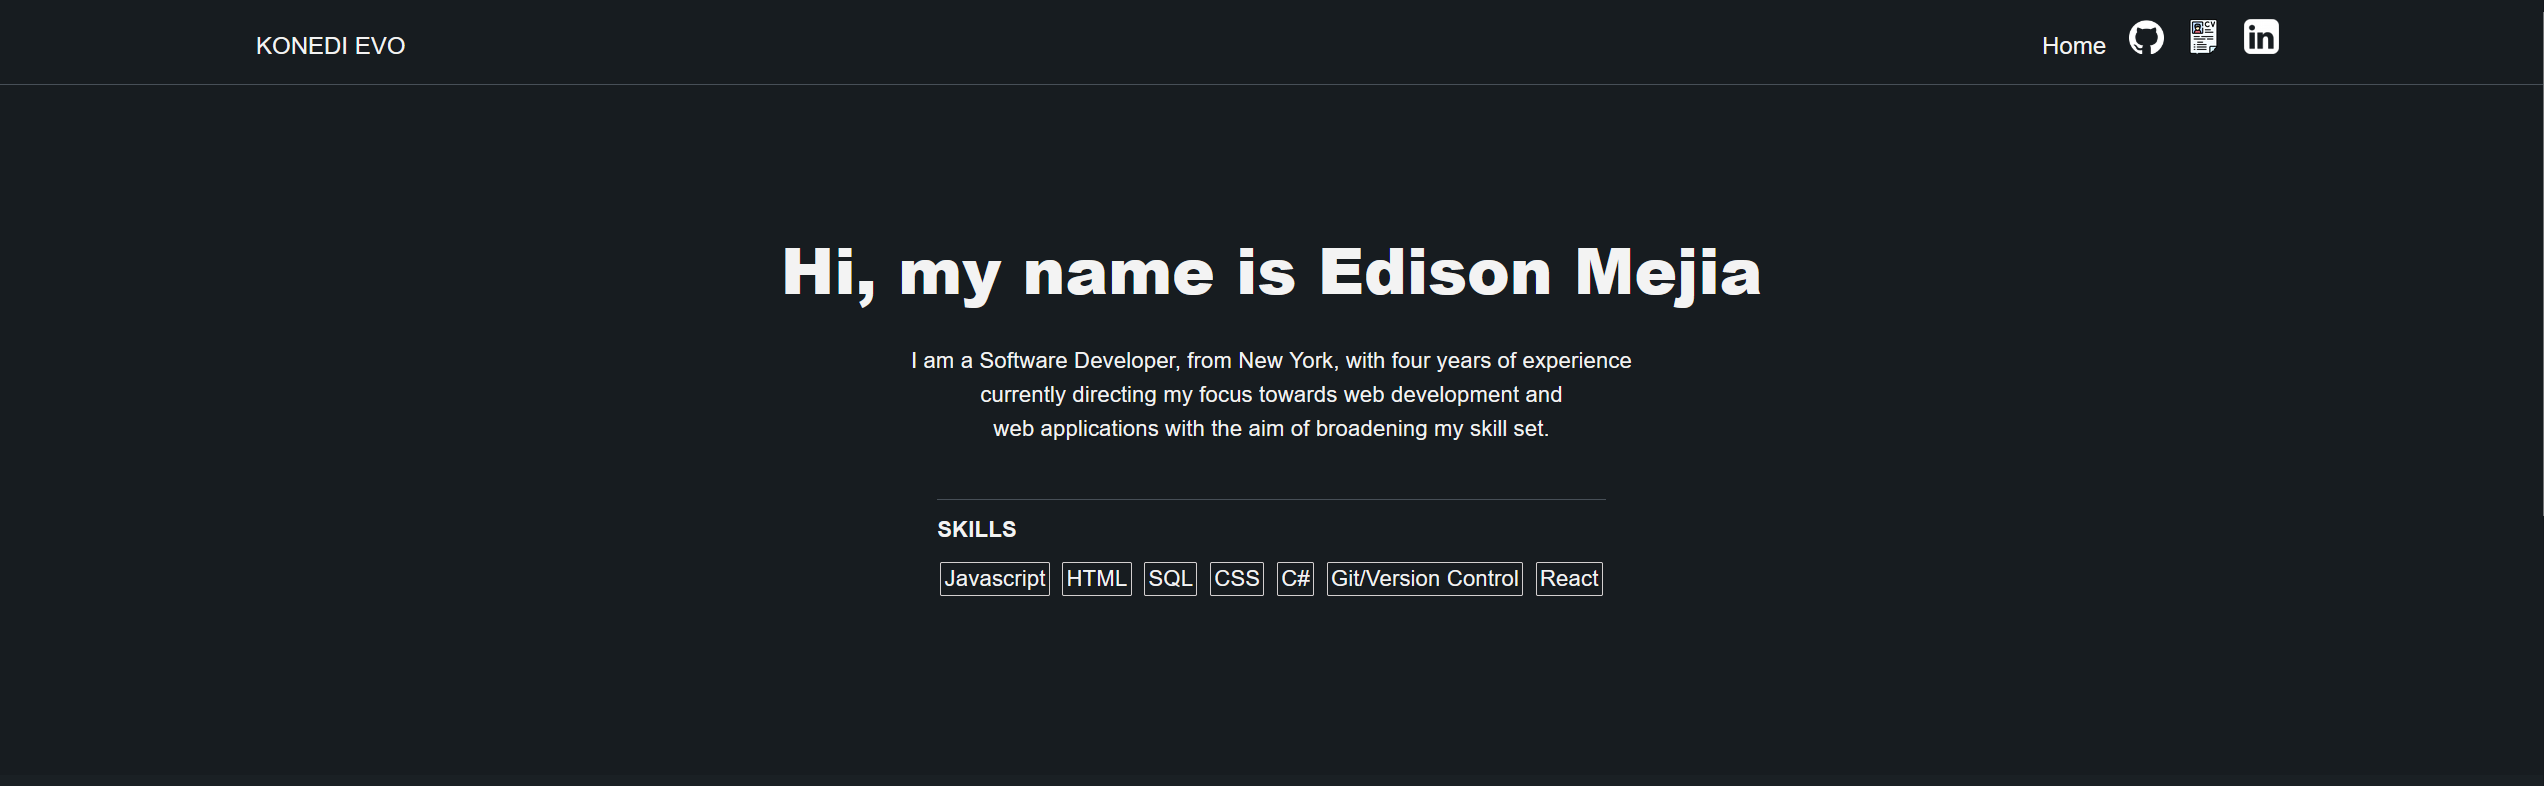 KONEDI EVO
Home
CV
Hi, my name is Edison Mejia
I am a Software Developer, from New York, with four years of experience
currently directing my focus towards web development and
web applications with the aim of broadening my skill set.
SKILLS
Javascript HTML SQL CSS C# Git/Version Control React